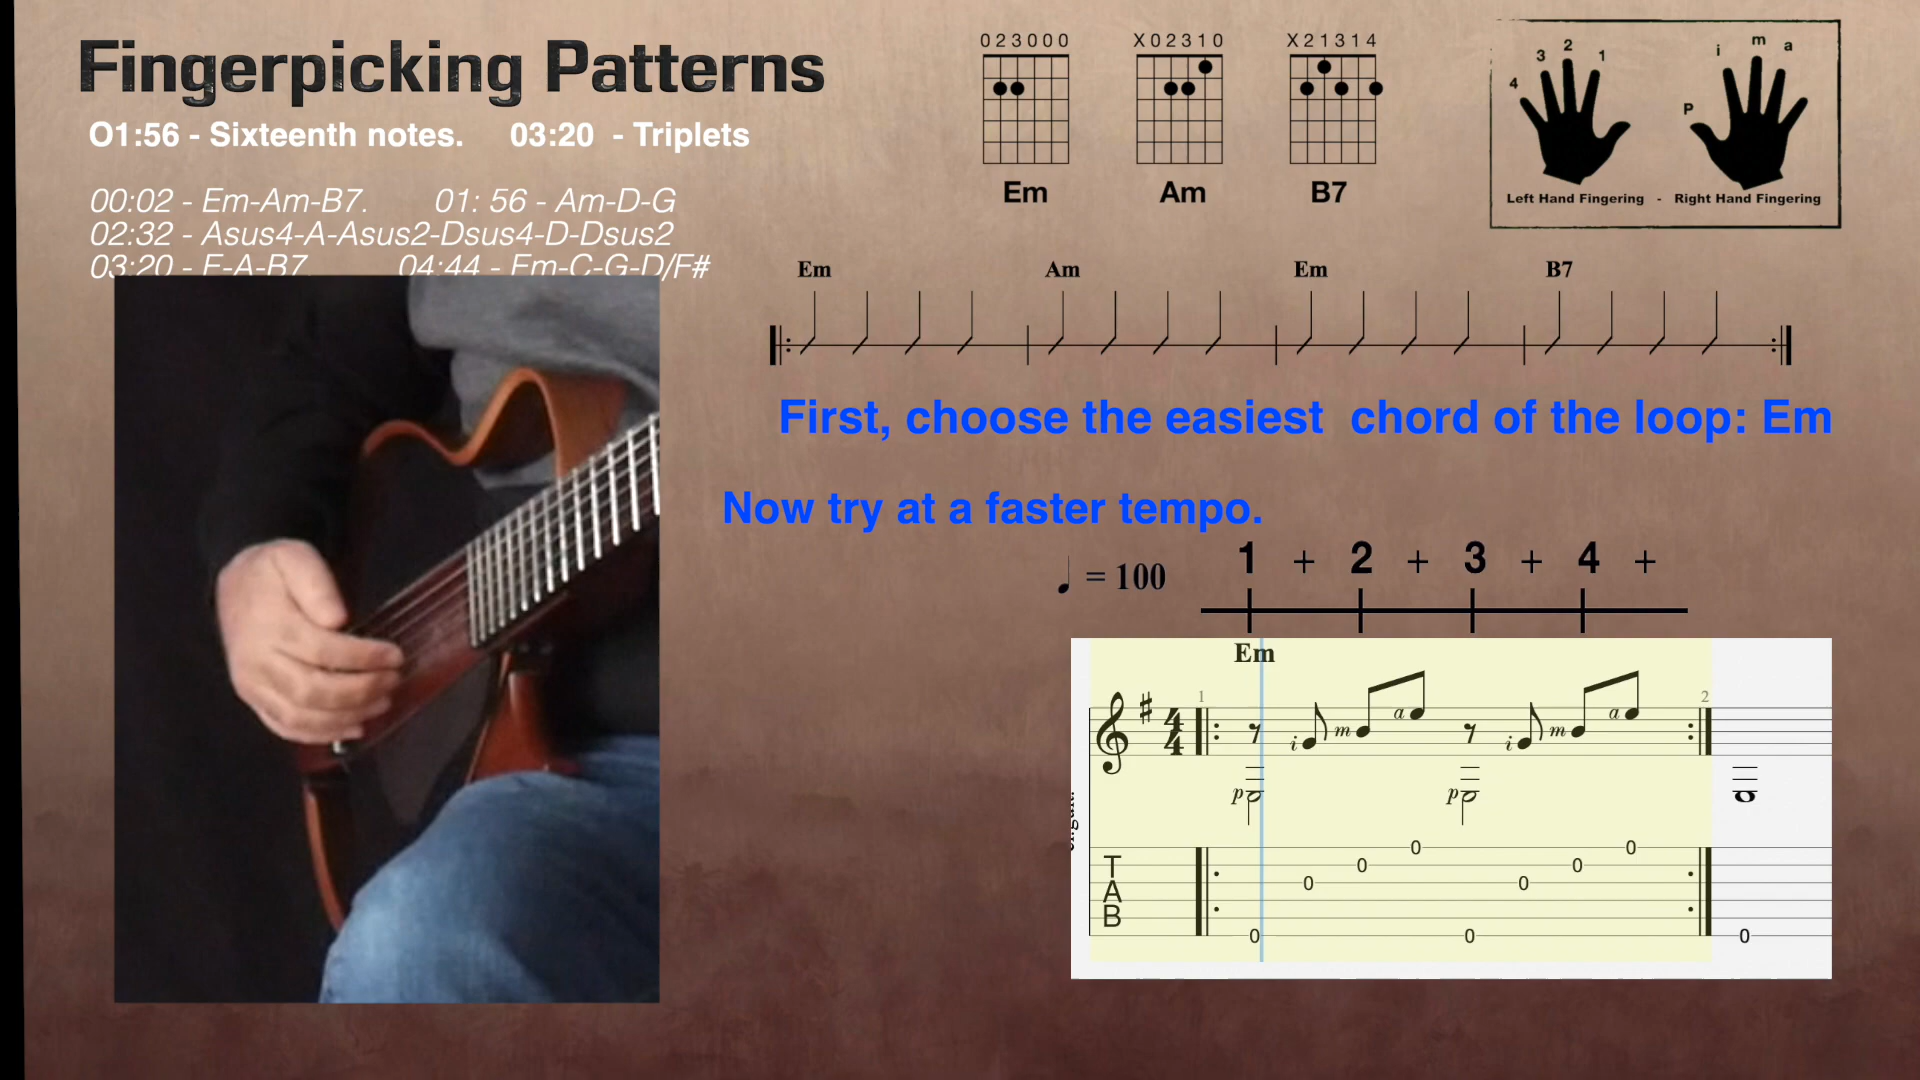 Fingerpicking Patterns
O1:56 - Sixteenth notes. 03:20 - Triplets
00:02 - Em-Am-B7. 01: 56 - Am-D-G
02:32 - Asus4-A-Asus2-Dsus4-D-Dsus2
03:20 - E-A-B7 04:44 - Em-C-G-D/F#
023000 X02310 X21314
Em Am B7
4 3 2 1 P i m a
Left Hand Fingering - Right Hand Fingering
Em Am Em B7
First, choose the easiest chord of the loop: Em
Now try at a faster tempo.
1 + 2 + 3 + 4 +
= 100
Em
1 2
4
4
i m a i m a
p p
T
A
B
0 0 0 0 0 0 0 0 0